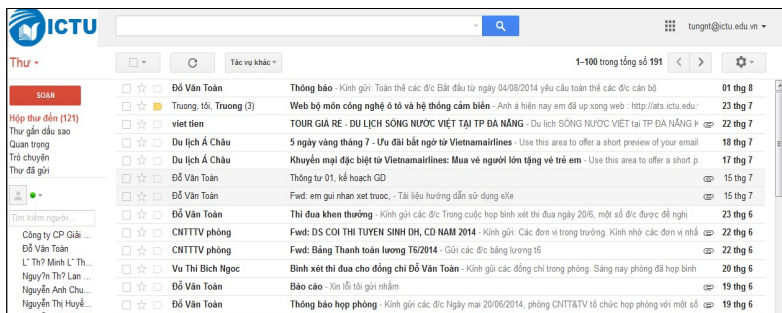 ICTU
tungnt@ictu.edu.vn
Thư
Tác vụ khác
1–100 trong tổng số 191
SOẠN
Hộp thư đến (121)
Thư gắn dấu sao
Quan trọng
Trò chuyện
Thư đã gửi
Tìm kiếm người...
Công ty CP Giải ...
Đỗ Văn Toàn
L˜ Th? Minh L˜ Th...
Nguy?n Th? Lan ...
Nguyễn Anh Chu...
Nguyễn Thị Huyề...
Đỗ Văn Toàn Thông báo - Kính gửi: Toàn thể các đ/c Bắt đầu từ ngày 04/08/2014 yêu cầu toàn thể các đ/c cán bộ 01 thg 8
Truong, tôi, Truong (3) Web bộ môn công nghệ ô tô và hệ thống cảm biến - Anh à hiện nay em đã up xong web : http://ats.ictu.edu. 23 thg 7
viet tien TOUR GIÁ RẺ - DU LỊCH SÔNG NƯỚC VIỆT TẠI TP ĐÀ NẴNG - Du lịch SÔNG NƯỚC VIỆT tại TP ĐÀ NẴNG K 22 thg 7
Du lịch Á Châu 5 ngày vàng tháng 7 - Ưu đãi bất ngờ từ Vietnamairlines - Use this area to offer a short preview of your email 18 thg 7
Du lịch Á Châu Khuyến mại đặc biệt từ Vietnamairlines: Mua vé người lớn tặng vé trẻ em - Use this area to offer a short p 17 thg 7
Đỗ Văn Toàn Thông tư 01, kế hoạch GD 15 thg 7
Đỗ Văn Toàn Fwd: em gui nhan xet truoc, - Tài liệu hướng dẫn sử dụng eXe 15 thg 7
Đỗ Văn Toàn Thi đua khen thưởng - Kính gửi các đ/c Trong cuộc họp bình xét thi đua ngày 20/6, một số đ/c được đề nghị 23 thg 6
CNTTTV phòng Fwd: DS COI THI TUYỂN SINH DH, CD NAM 2014 - Kính gửi: Các đơn vị trong trường. Kính nhờ các đơn vị nhắ 22 thg 6
CNTTTV phòng Fwd: Bảng Thanh toán lương T6/2014 - Gửi các đ/c bảng lương t6 22 thg 6
Vu Thi Bich Ngoc Bình xét thi đua cho đồng chí Đỗ Văn Toàn - Kính gửi các đồng chí trong phòng. Sáng nay phòng đã họp bình 20 thg 6
Đỗ Văn Toàn Báo cáo - Xin lỗi tôi gửi nhầm 19 thg 6
Đỗ Văn Toàn Thông báo họp phòng - Kính gửi các đ/c Ngày mai 20/06/2014, phòng CNTT&TV tổ chức họp phòng với một số 19 thg 6